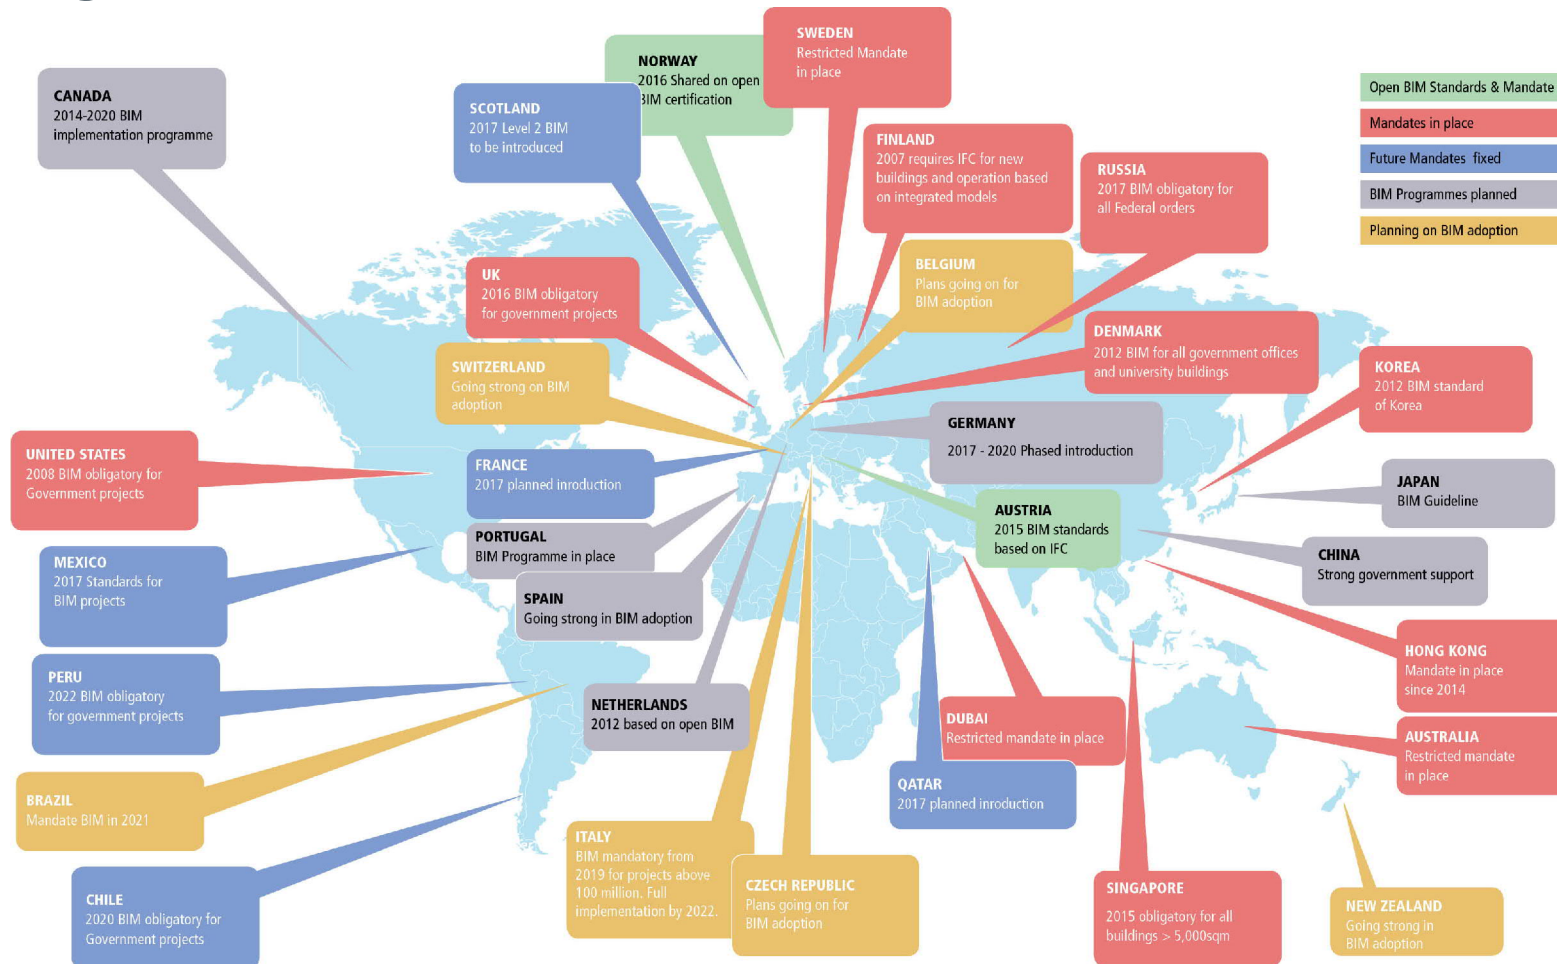 SWEDEN
Restricted Mandate
in place
NORWAY
2016 Shared on open
BIM certification
CANADA
2014-2020 BIM
implementation programme
SCOTLAND
2017 Level 2 BIM
to be introduced
FINLAND
2007 requires IFC for new
buildings and operation based
on integrated models
RUSSIA
2017 BIM obligatory for
all Federal orders
Open BIM Standards & Mandate
Mandates in place
Future Mandates fixed
BIM Programmes planned
Planning on BIM adoption
UK
2016 BIM obligatory
for government projects
BELGIUM
Plans going on for
BIM adoption
SWITZERLAND
Going strong on BIM
adoption
DENMARK
2012 BIM for all government offices
and university buildings
KOREA
2012 BIM standard
of Korea
GERMANY
2017 - 2020 Phased introduction
UNITED STATES
2008 BIM obligatory for
Government projects
FRANCE
2017 planned inroduction
JAPAN
BIM Guideline
AUSTRIA
2015 BIM standards
based on IFC
PORTUGAL
BIM Programme in place
CHINA
Strong government support
MEXICO
2017 Standards for
BIM projects
SPAIN
Going strong in BIM adoption
HONG KONG
Mandate in place
since 2014
PERU
2022 BIM obligatory
for government projects
NETHERLANDS
2012 based on open BIM
DUBAI
Restricted mandate in place
AUSTRALIA
Restricted mandate
in place
QATAR
2017 planned inroduction
BRAZIL
Mandate BIM in 2021
ITALY
BIM mandatory from
2019 for projects above
100 million. Full
implementation by 2022.
CZECH REPUBLIC
Plans going on for
BIM adoption
CHILE
2020 BIM obligatory for
Government projects
SINGAPORE
2015 obligatory for all
buildings > 5,000sqm
NEW ZEALAND
Going strong in
BIM adoption